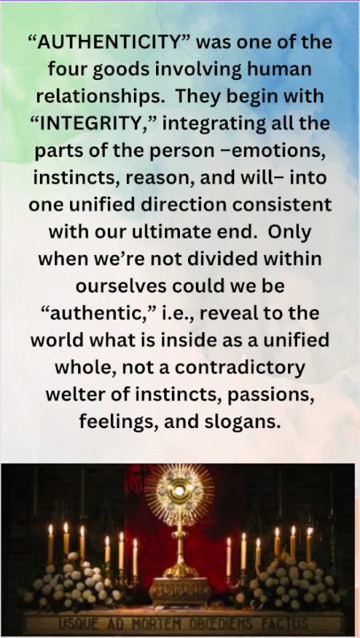 “AUTHENTICITY” was one of the
four goods involving human
relationships.  They begin with
“INTEGRITY,” integrating all the
parts of the person –emotions,
instincts, reason, and will– into
one unified direction consistent
with our ultimate end.  Only
when we’re not divided within
ourselves could we be
“authentic,” i.e., reveal to the
world what is inside as a unified
whole, not a contradictory
welter of instincts, passions,
feelings, and slogans.
USQUE AD MORTEM OBŒDIENS FACTUS